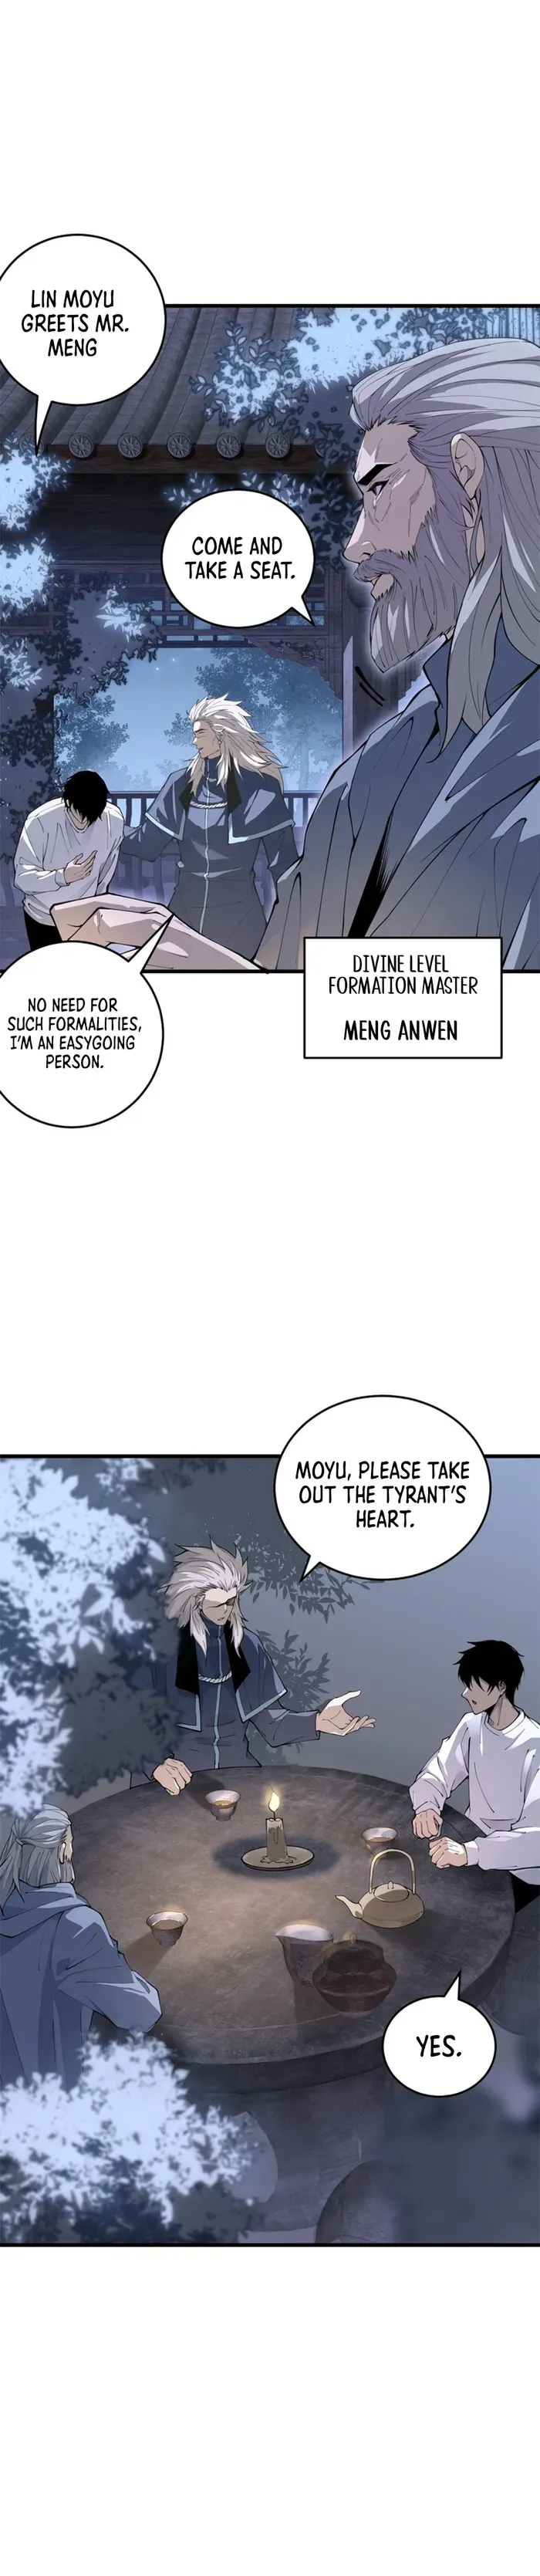 LIN MOYU
GREETS MR.
MENG
COME AND
TAKE A SEAT.
NO NEED FOR
SUCH FORMALITIES,
I'M AN EASYGOING
PERSON.
DIVINE LEVEL
FORMATION MASTER
MENG ANWEN
MOYU, PLEASE TAKE
OUT THE TYRANT'S
HEART.
YES.